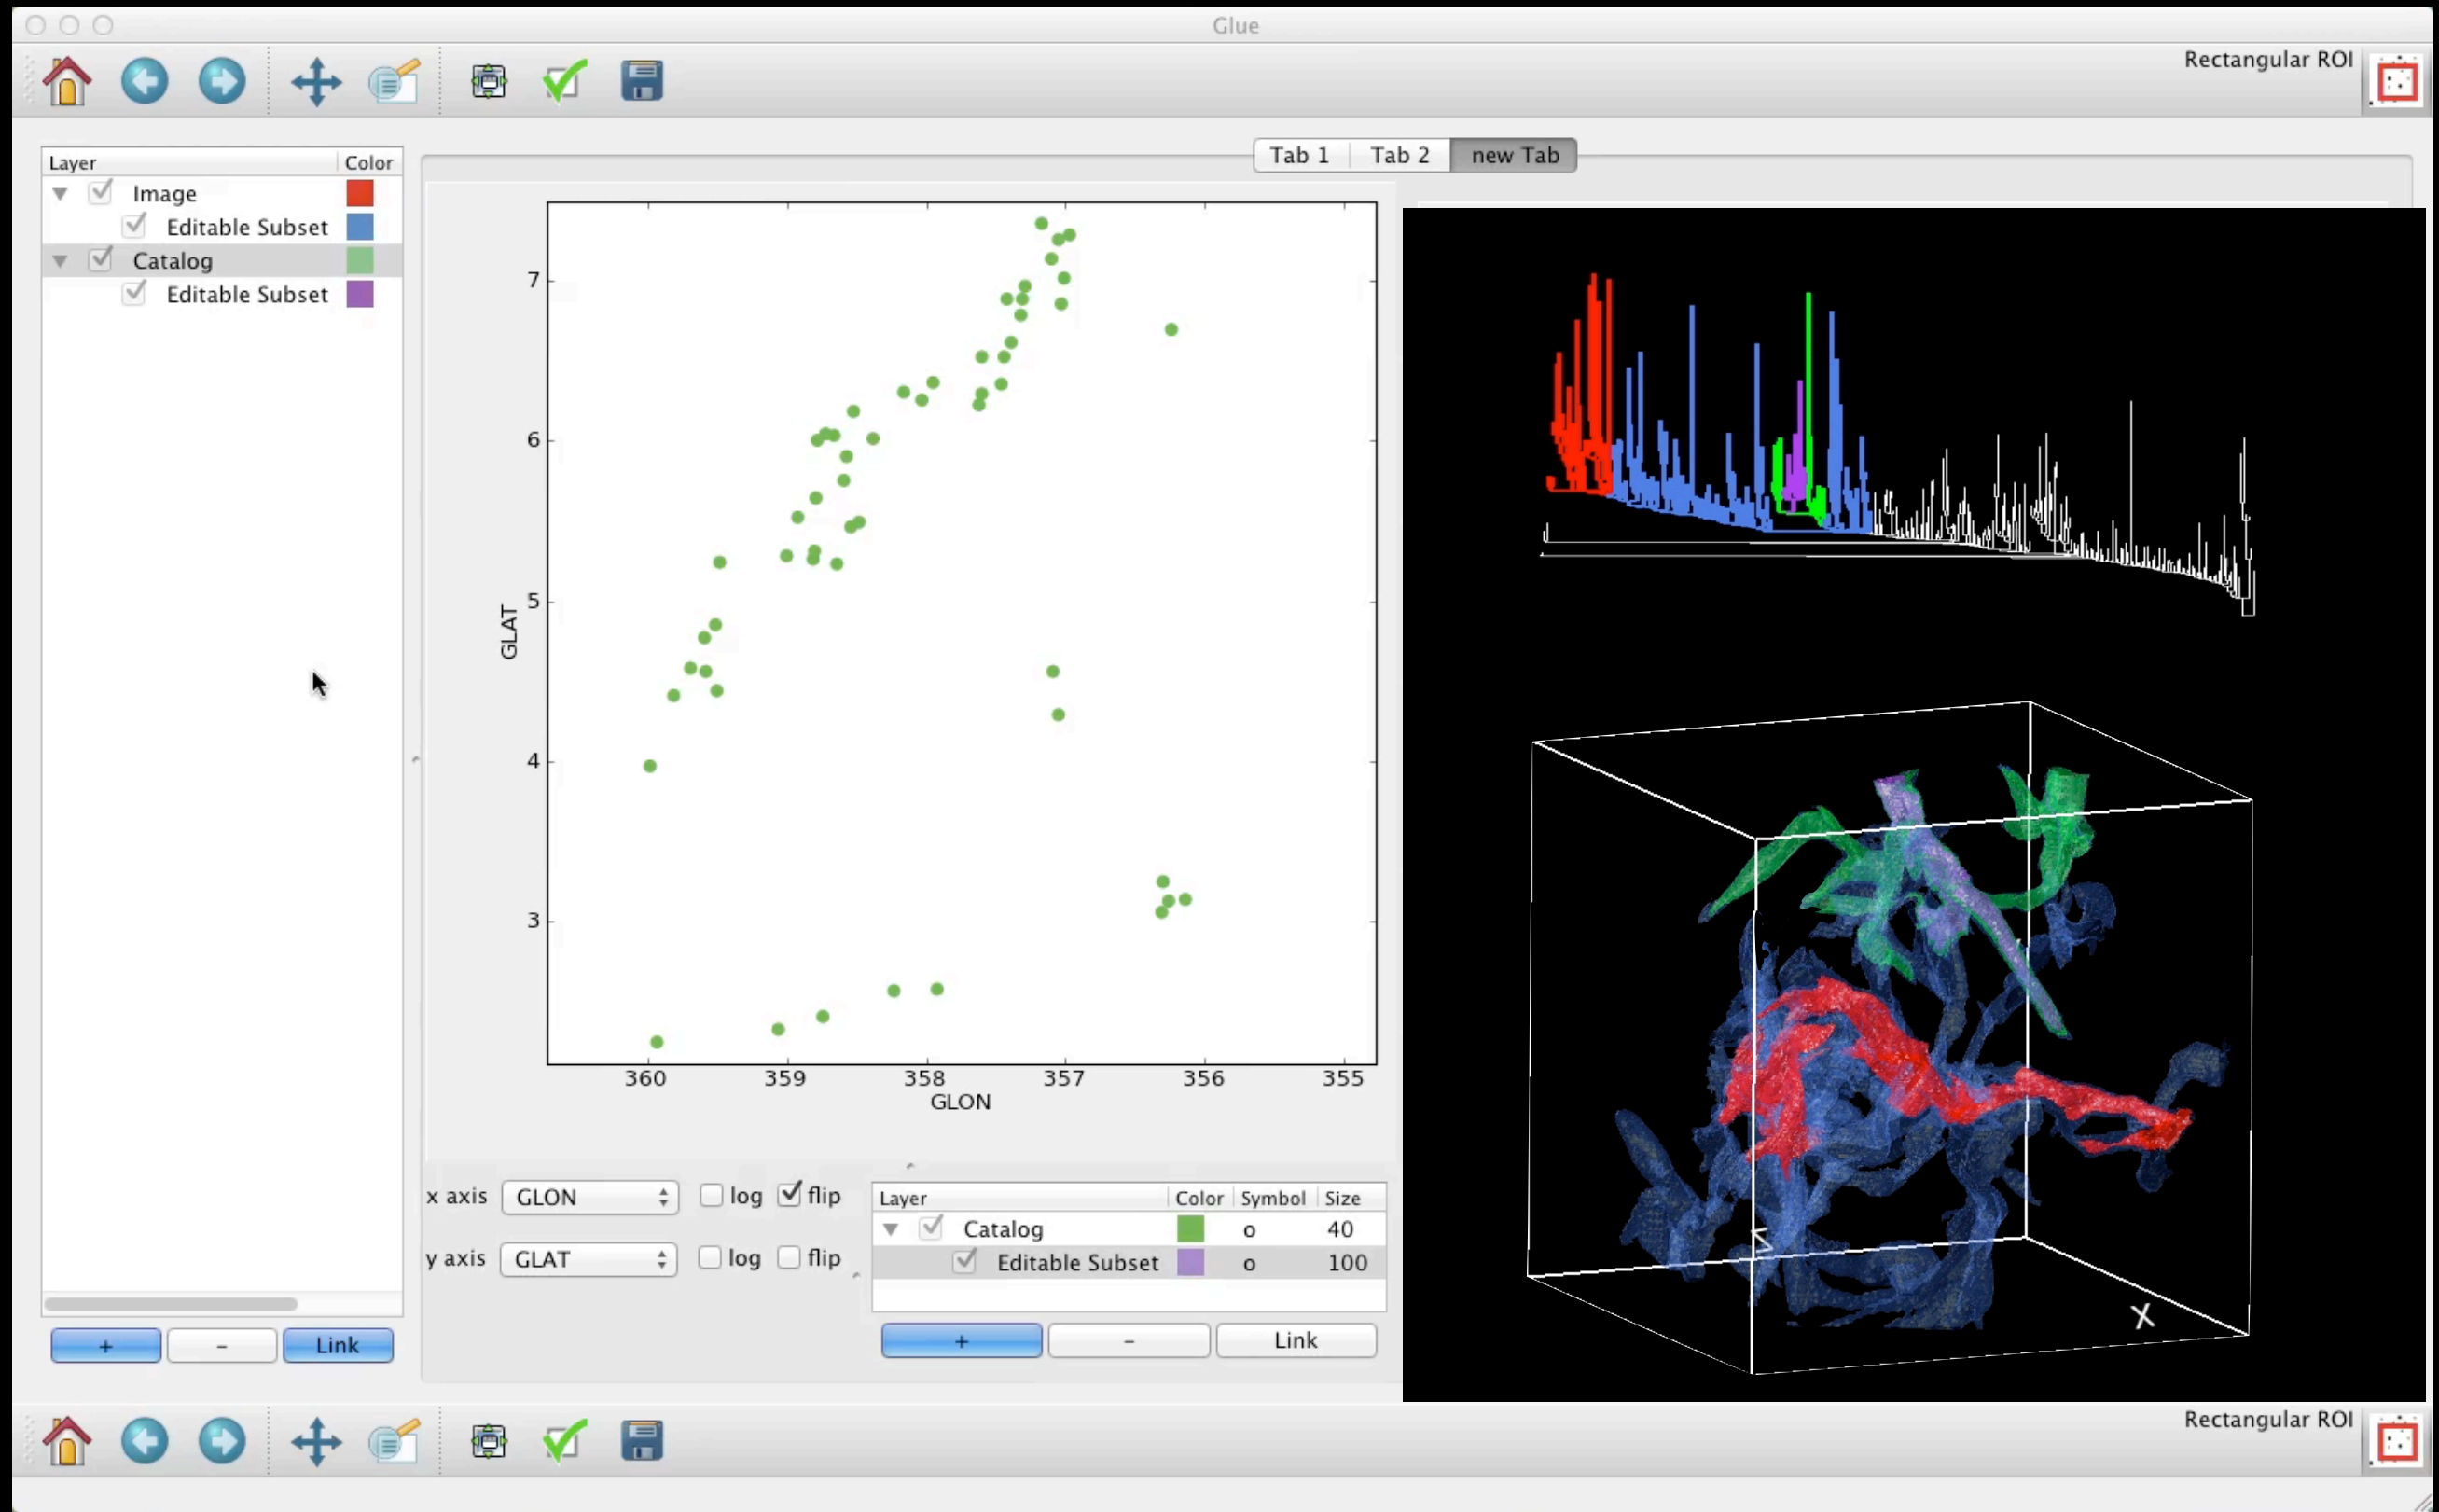 Glue
Rectangular ROI
Layer Color
Image
Editable Subset
Catalog
Editable Subset
Tab 1 Tab 2 new Tab
7
6
5
4
3
GLAT
360 359 358 357 356 355
GLON
x axis GLON log flip
y axis GLAT log flip
Layer Color Symbol Size
Catalog o 40
Editable Subset o 100
+ - Link
+ - Link
X
Rectangular ROI